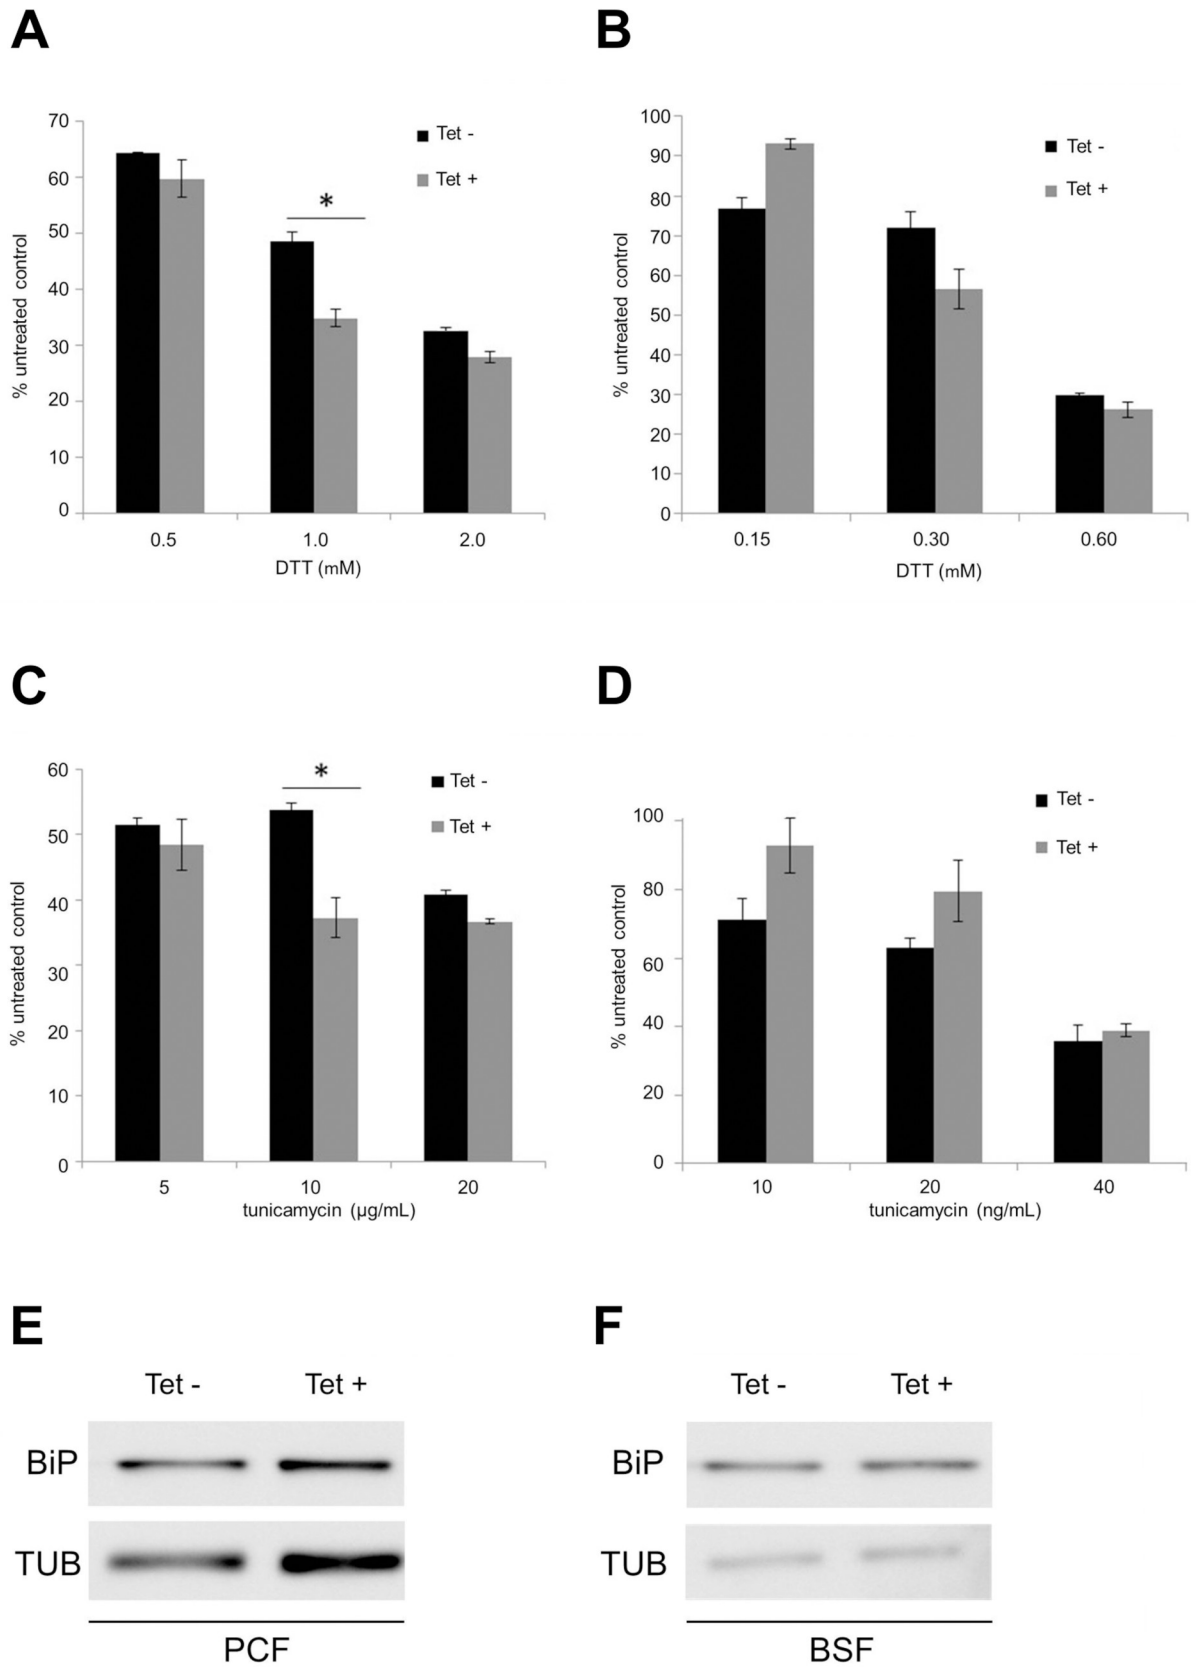 A
70
60
50
40
30
20
10
0
% untreated control
Tet -
Tet +
*
0.5 1.0 2.0
DTT (mM)
B
100
90
80
70
60
50
40
30
20
10
0
% untreated control
Tet -
Tet +
0.15 0.30 0.60
DTT (mM)
C
60
50
40
30
20
10
0
% untreated control
Tet -
Tet +
*
5 10 20
tunicamycin (µg/mL)
D
100
80
60
40
20
0
% untreated control
Tet -
Tet +
10 20 40
tunicamycin (ng/mL)
E
Tet - Tet +
BiP
TUB
PCF
F
Tet - Tet +
BiP
TUB
BSF